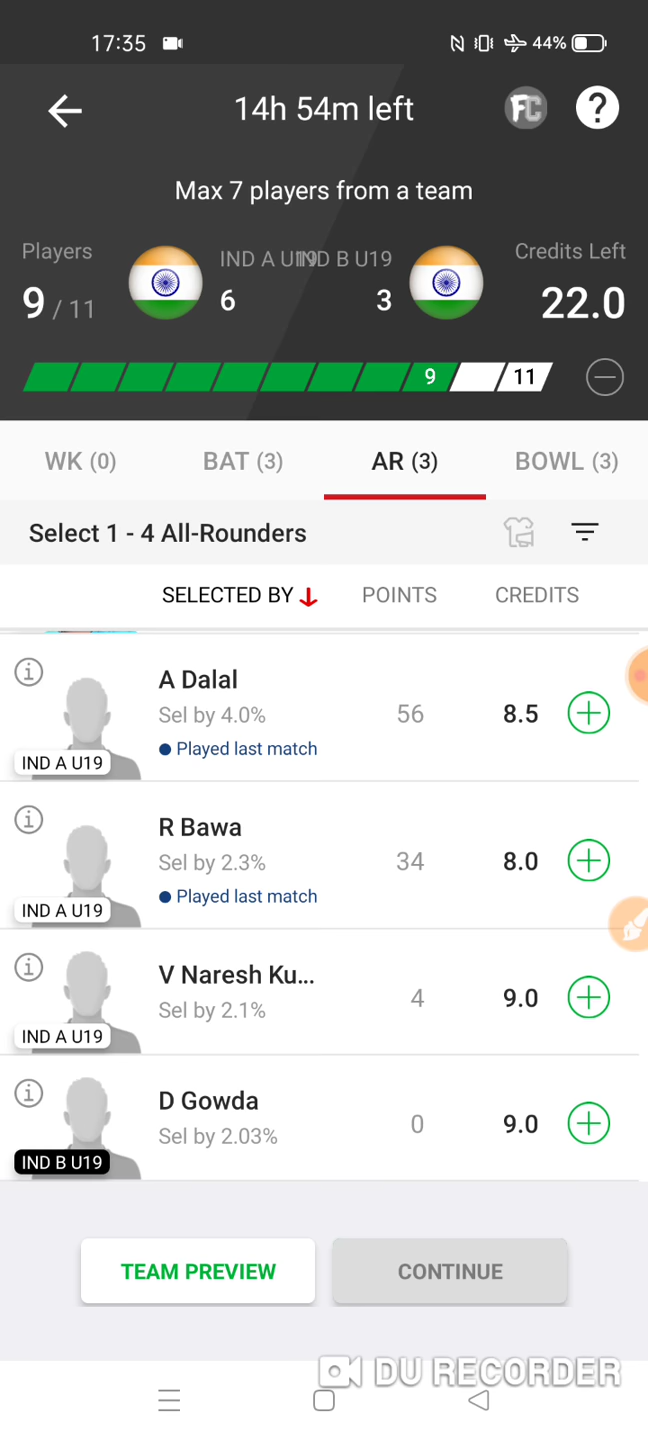 17:35
44%
14h 54m left
FC
?
Max 7 players from a team
Players
IND A U19
IND B U19
Credits Left
9 / 11
6
3
22.0
9
11
WK (0)
BAT (3)
AR (3)
BOWL (3)
Select 1 - 4 All-Rounders
SELECTED BY
POINTS
CREDITS
A Dalal
Sel by 4.0%
56
8.5
Played last match
IND A U19
R Bawa
Sel by 2.3%
34
8.0
Played last match
IND A U19
V Naresh Ku...
Sel by 2.1%
4
9.0
IND A U19
D Gowda
Sel by 2.03%
0
9.0
IND B U19
TEAM PREVIEW
CONTINUE
DU RECORDER